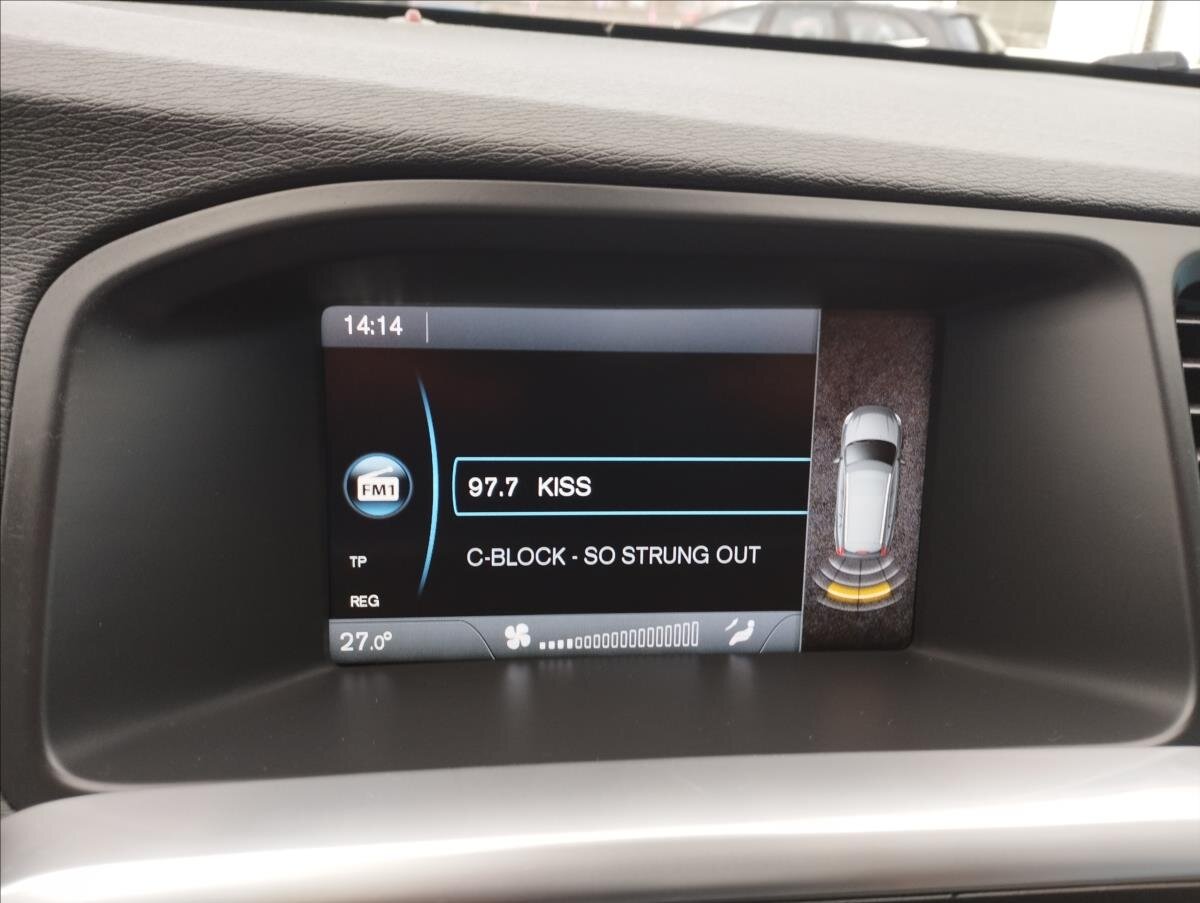 14:14
FM1
97.7 KISS
C-BLOCK - SO STRUNG OUT
TP
REG
27.0°